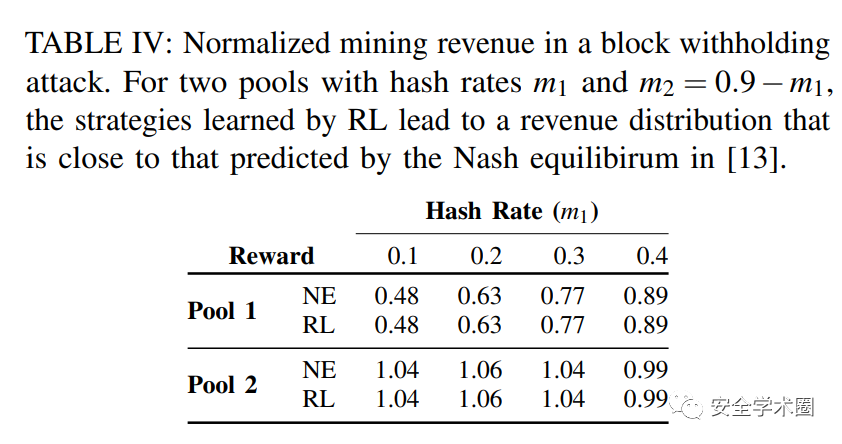 TABLE IV: Normalized mining revenue in a block withholding
attack. For two pools with hash rates m₁ and m₂ = 0.9 − m₁,
the strategies learned by RL lead to a revenue distribution that
is close to that predicted by the Nash equilibirum in [13].
Hash Rate (m₁)
Reward 0.1 0.2 0.3 0.4
Pool 1
NE 0.48 0.63 0.77 0.89
RL 0.48 0.63 0.77 0.89
Pool 2
NE 1.04 1.06 1.04 0.99
RL 1.04 1.06 1.04 0.99
安全学术圈